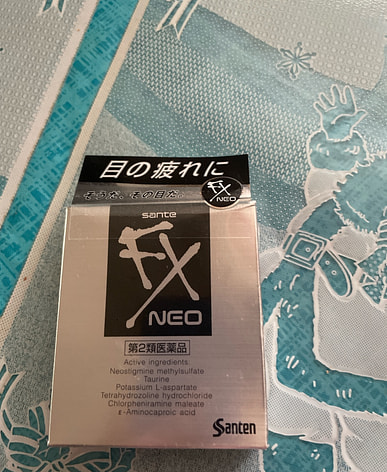 目の疲れに
そうだ、その目だ。
FX
NEO
sante
FX
NEO
第2類医薬品
Active ingredients:
Neostigmine methylsulfate
Taurine
Potassium L-aspartate
Tetrahydrozoline hydrochloride
Chlorpheniramine maleate
ε-Aminocaproic acid
Santen